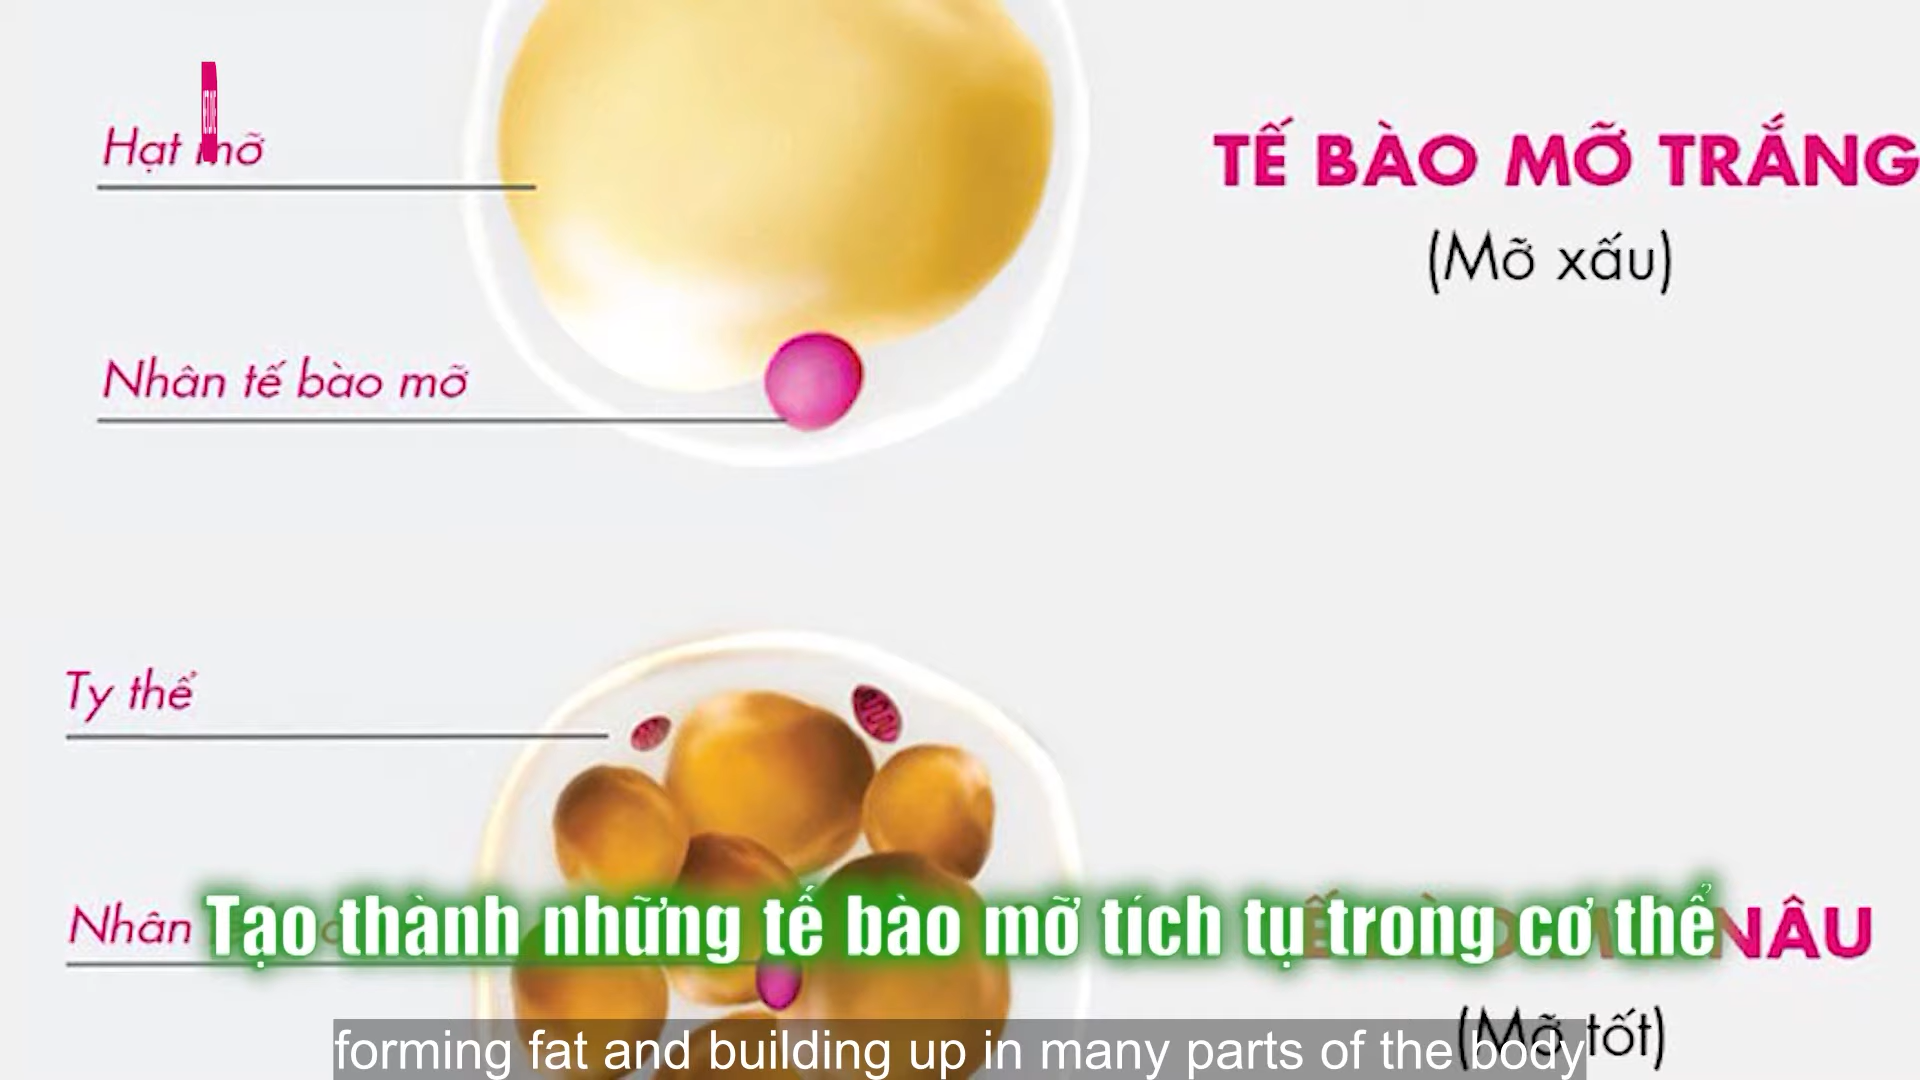 Hạt mỡ
TẾ BÀO MỠ TRẮNG
(Mỡ xấu)
Nhân tế bào mỡ
Ty thể
Nhân
Tạo thành những tế bào mỡ tích tụ trong cơ thể
NÂU
(Mỡ tốt)
forming fat and building up in many parts of the body